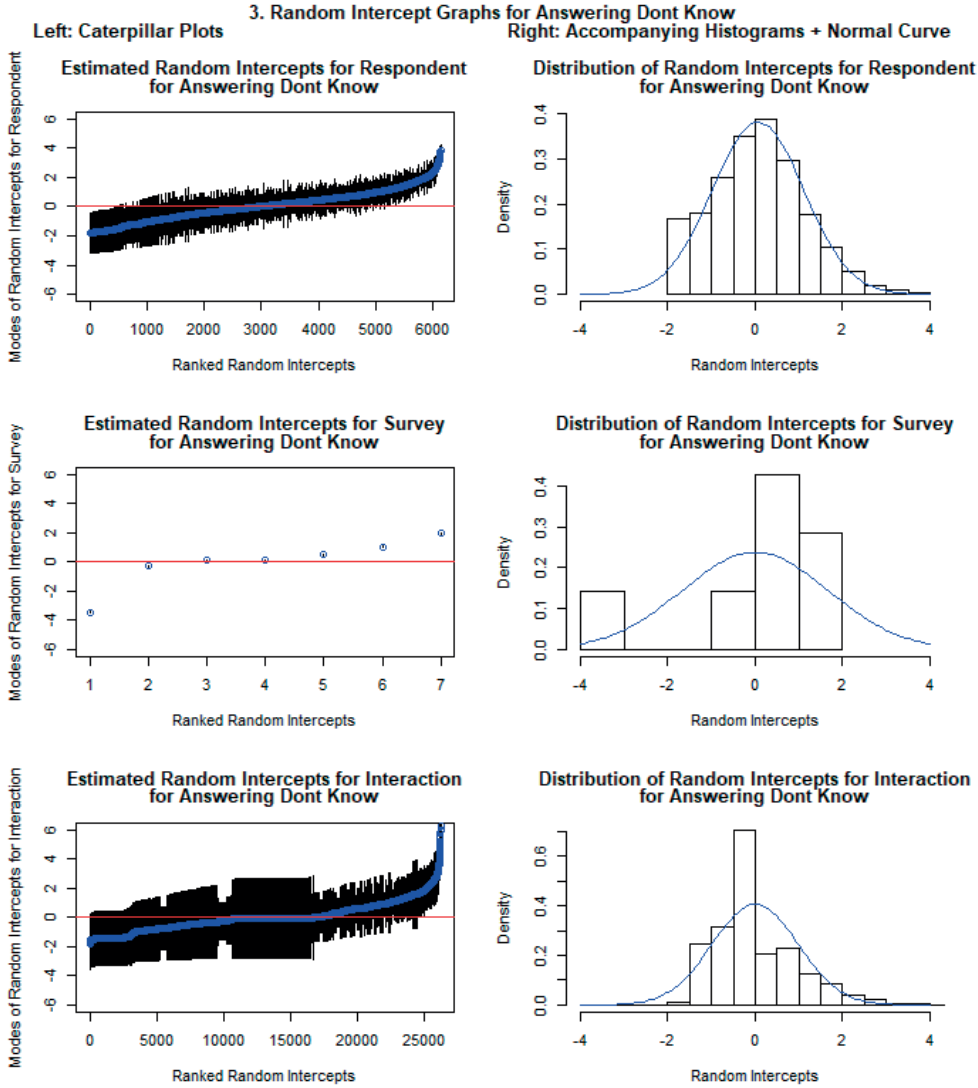 3. Random Intercept Graphs for Answering Dont Know
Left: Caterpillar Plots
Right: Accompanying Histograms + Normal Curve
Estimated Random Intercepts for Respondent
for Answering Dont Know
Modes of Random Intercepts for Respondent
6
4
2
0
-2
-4
-6
0 1000 2000 3000 4000 5000 6000
Ranked Random Intercepts
Distribution of Random Intercepts for Respondent
for Answering Dont Know
Density
0.4
0.3
0.2
0.1
0.0
-4 -2 0 2 4
Random Intercepts
Estimated Random Intercepts for Survey
for Answering Dont Know
Modes of Random Intercepts for Survey
6
4
2
0
-2
-4
-6
1 2 3 4 5 6 7
Ranked Random Intercepts
Distribution of Random Intercepts for Survey
for Answering Dont Know
Density
0.4
0.3
0.2
0.1
0.0
-4 -2 0 2 4
Random Intercepts
Estimated Random Intercepts for Interaction
for Answering Dont Know
Modes of Random Intercepts for Interaction
6
4
2
0
-2
-4
-6
0 5000 10000 15000 20000 25000
Ranked Random Intercepts
Distribution of Random Intercepts for Interaction
for Answering Dont Know
Density
0.6
0.4
0.2
0.0
-4 -2 0 2 4
Random Intercepts